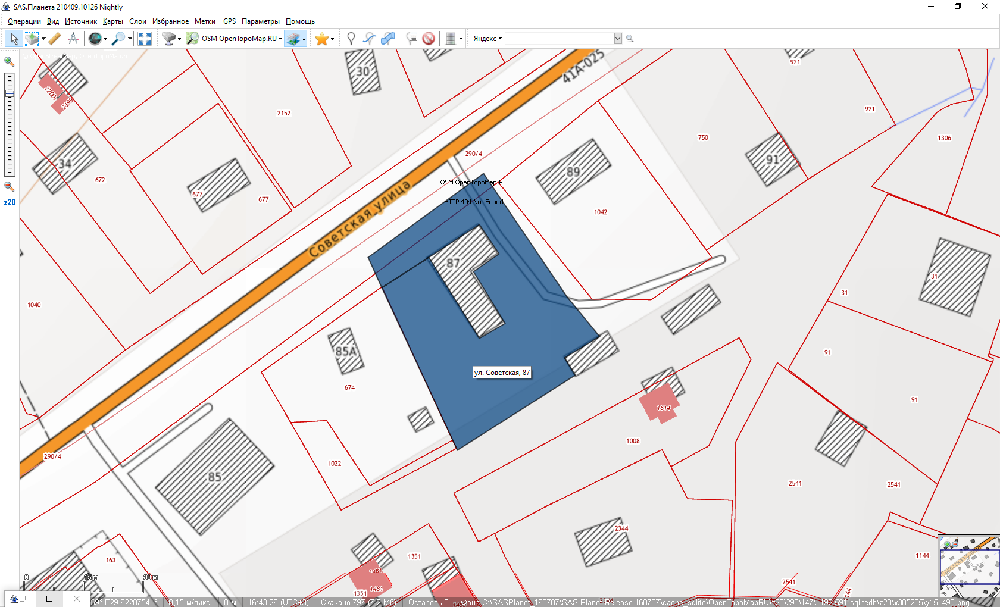 SAS.Планета 210409.10126 Nightly
Операции Вид Источник Карты Слои Избранное Метки GPS Параметры Помощь
OSM OpenTopoMap.RU
Яндекс
z20
2200
2199
30
2152
41А-025
921
921
34
672
677
677
290/4
750
1306
89
91
OSM OpenTopoMap.RU
HTTP 404 Not Found
1042
Советская улица
1040
87
31
31
85А
674
ул. Советская, 87
91
91
1614
1008
1022
290/4
85
2541
2541
2344
163
1351
1481
1481
1351
1144
2541
0 15 м 30 м
E29.62287541° 0,15 м/пикс. 0 м 16:43:26 (UTC+3) Скачано 797 (7,2 Мб) Осталось 0 Файл C:\SASPlanet_160707\SAS.Planet.Release.160707\cache_sqlite\OpenTopoMapRU\z20\298\147\1192.591.sqlitedb\z20\x305285\y151498.png